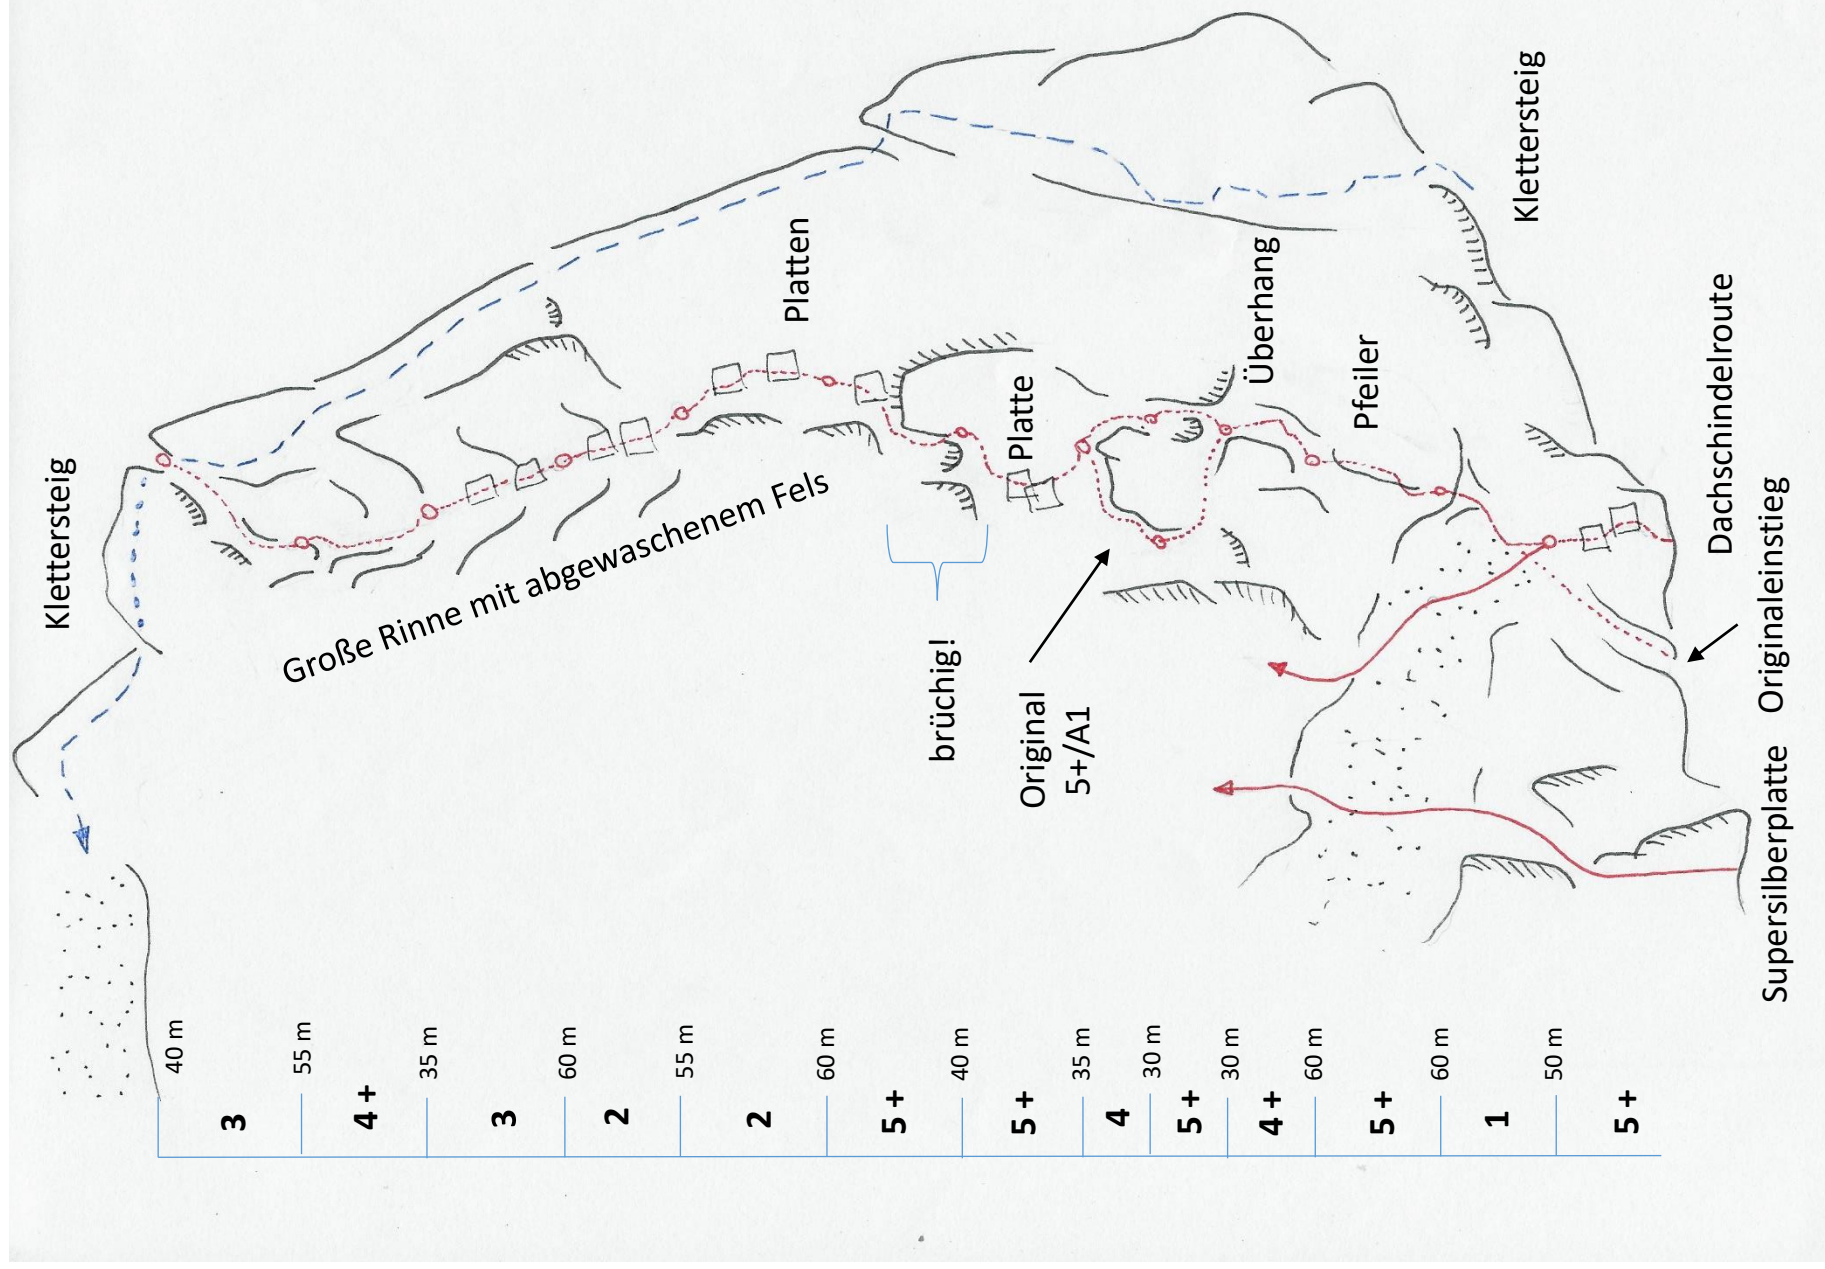 Klettersteig
Klettersteig
Platten
Überhang
Pfeiler
Platte
Große Rinne mit abgewaschenem Fels
brüchig!
Original
5+/A1
Dachschindelroute
Originaleinstieg
Supersilberplatte
40 m
3
55 m
4+
35 m
3
60 m
2
55 m
2
60 m
5+
40 m
5+
35 m
4
30 m
5+
30 m
4+
60 m
5+
60 m
1
50 m
5+